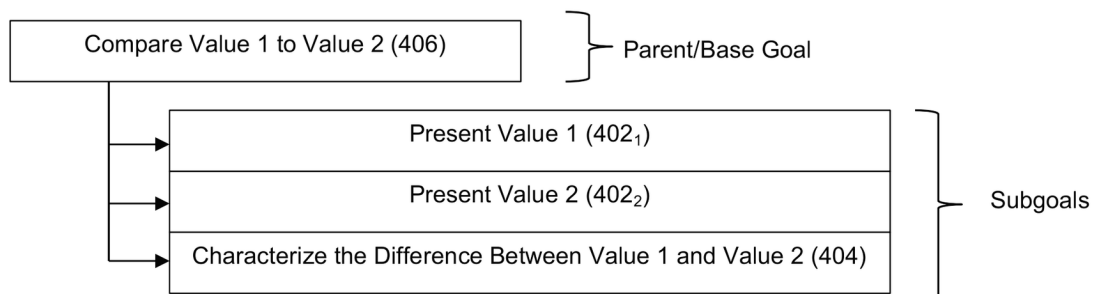 Compare Value 1 to Value 2 (406)
Parent/Base Goal
Present Value 1 (402₁)
Present Value 2 (402₂)
Subgoals
Characterize the Difference Between Value 1 and Value 2 (404)